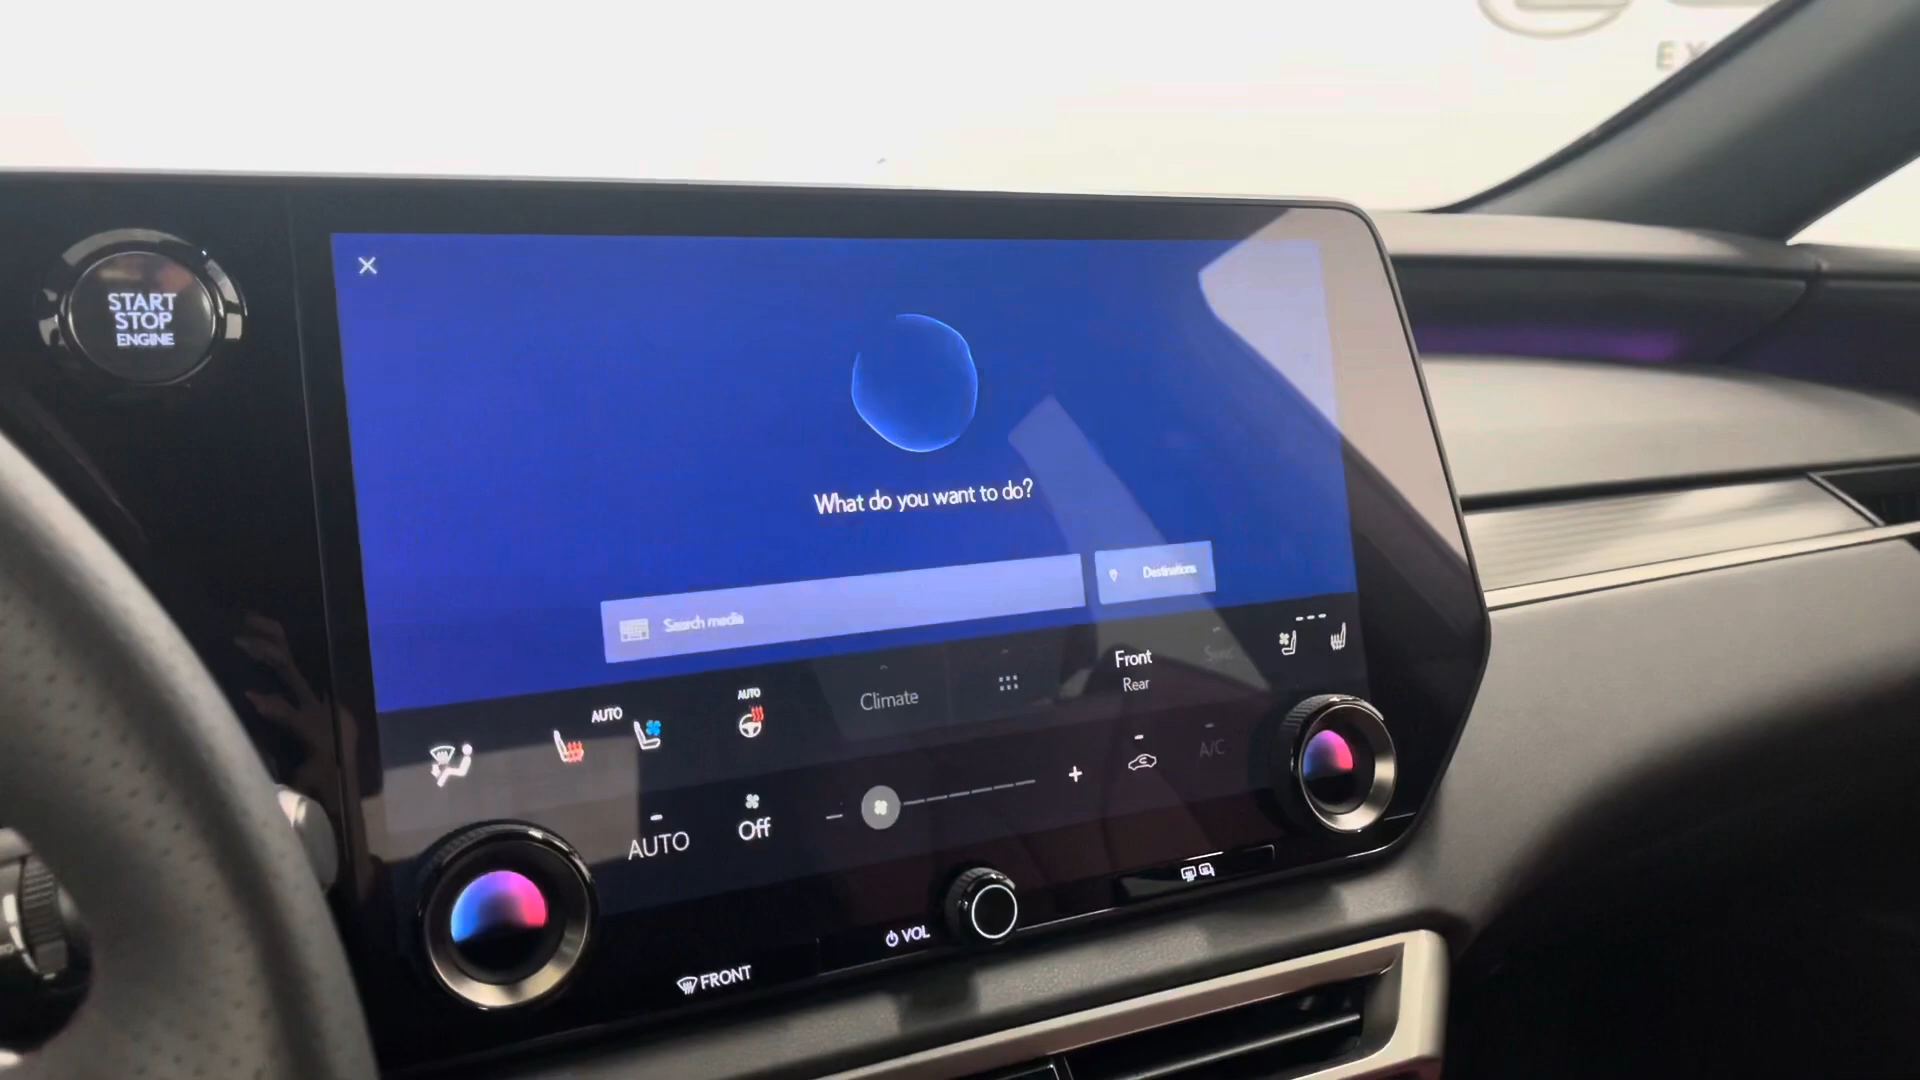 START
STOP
ENGINE
What do you want to do?
Search media
Destinations
AUTO
AUTO
Climate
Front
Rear
Sync
AUTO
Off
A/C
VOL
FRONT